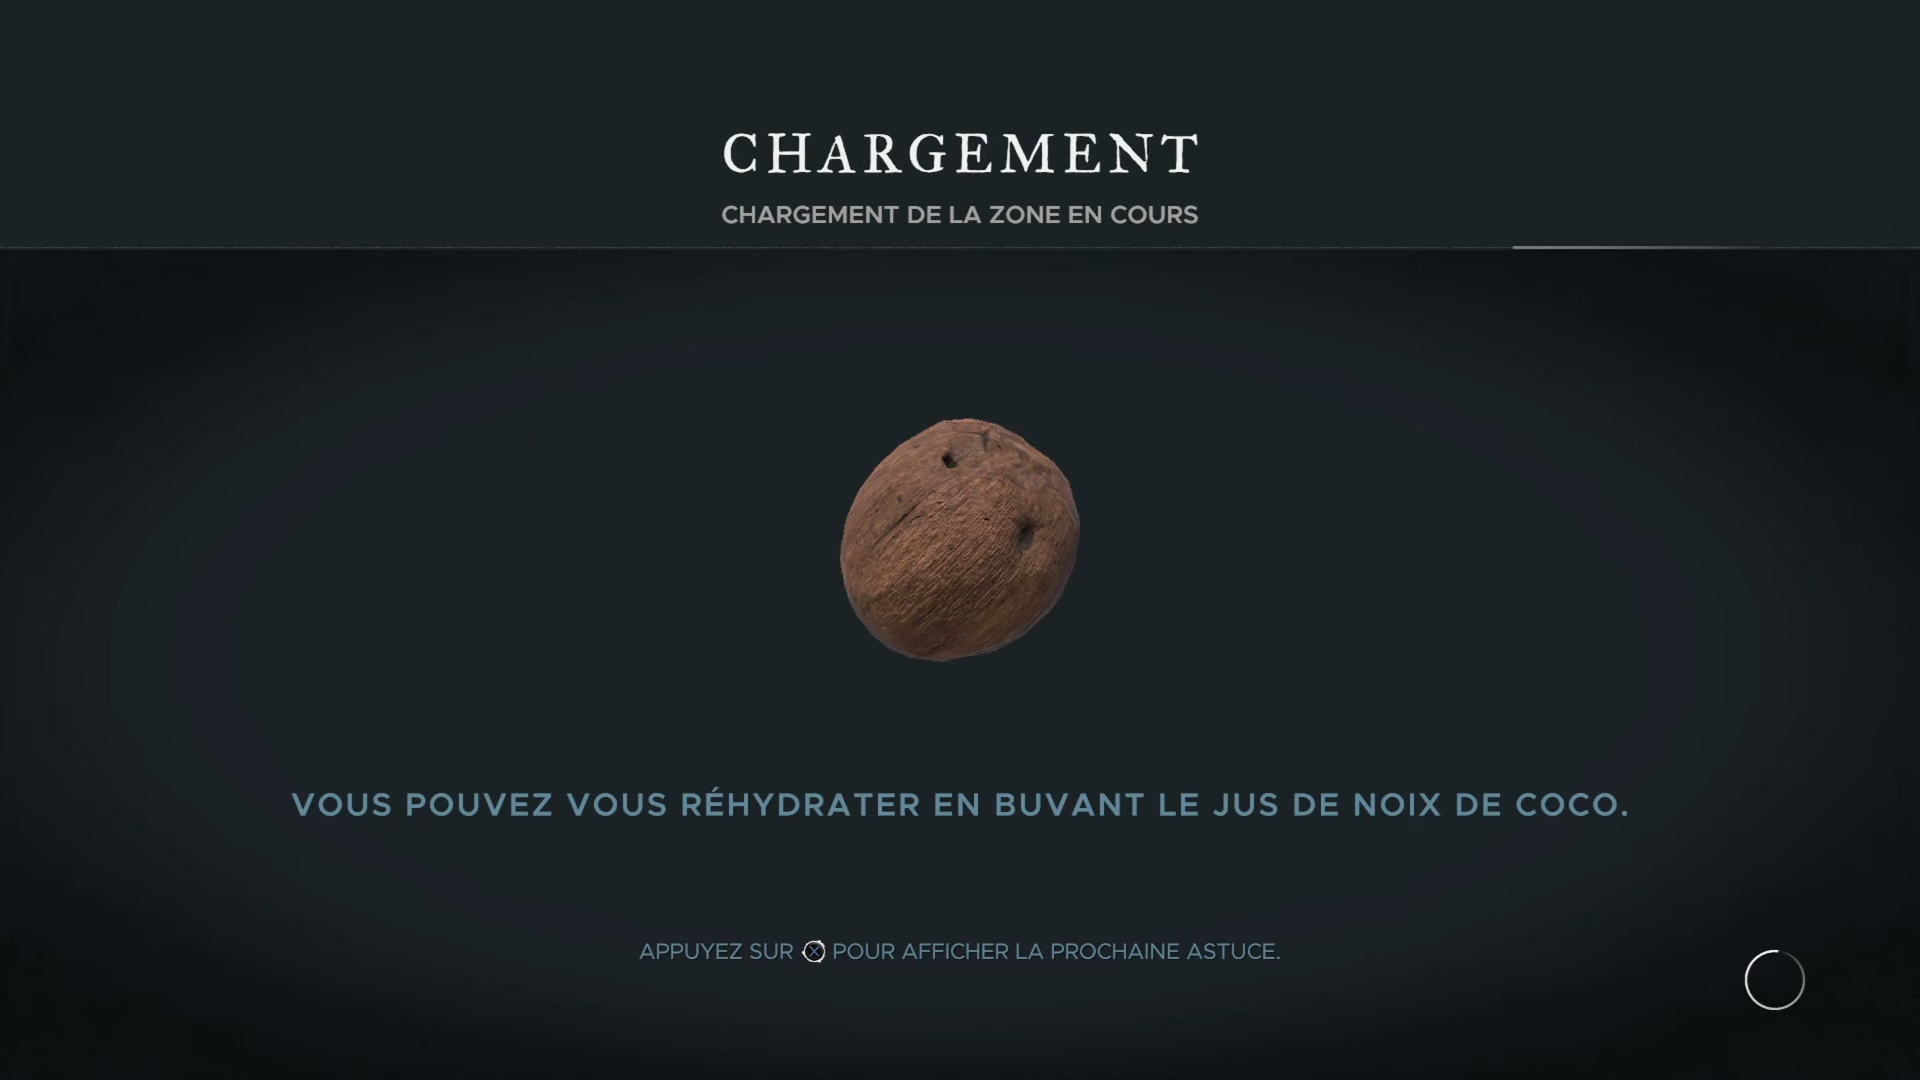 CHARGEMENT
CHARGEMENT DE LA ZONE EN COURS
VOUS POUVEZ VOUS RÉHYDRATER EN BUVANT LE JUS DE NOIX DE COCO.
APPUYEZ SUR POUR AFFICHER LA PROCHAINE ASTUCE.